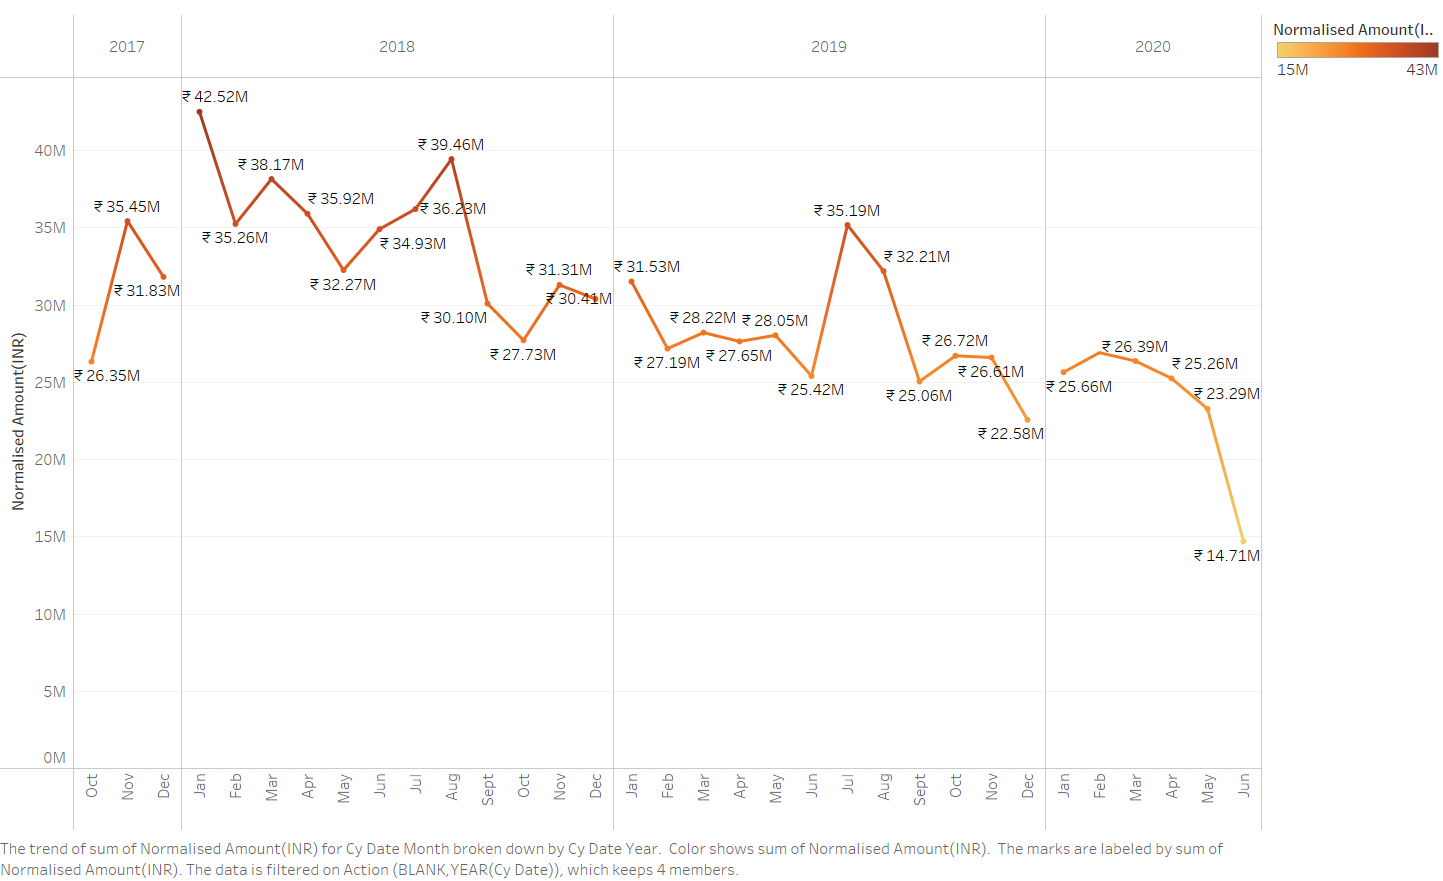 2017 2018 2019 2020
Normalised Amount(I..
15M 43M
₹ 42.52M
₹ 39.46M
₹ 38.17M
₹ 35.92M
₹ 35.45M
₹ 36.23M
₹ 35.19M
₹ 35.26M
₹ 34.93M
₹ 32.21M
₹ 31.53M
₹ 31.31M
₹ 32.27M
₹ 31.83M
₹ 30.41M
₹ 30.10M
₹ 28.22M
₹ 28.05M
₹ 26.72M
₹ 26.39M
₹ 27.73M
₹ 27.65M
₹ 27.19M
₹ 25.26M
₹ 26.61M
₹ 26.35M
₹ 25.66M
₹ 25.42M
₹ 23.29M
₹ 25.06M
₹ 22.58M
₹ 14.71M
40M
35M
30M
25M
20M
15M
10M
5M
0M
Normalised Amount(INR)
Oct Nov Dec Jan Feb Mar Apr May Jun Jul Aug Sept Oct Nov Dec Jan Feb Mar Apr May Jun Jul Aug Sept Oct Nov Dec Jan Feb Mar Apr May Jun
The trend of sum of Normalised Amount(INR) for Cy Date Month broken down by Cy Date Year. Color shows sum of Normalised Amount(INR). The marks are labeled by sum of
Normalised Amount(INR). The data is filtered on Action (BLANK,YEAR(Cy Date)), which keeps 4 members.